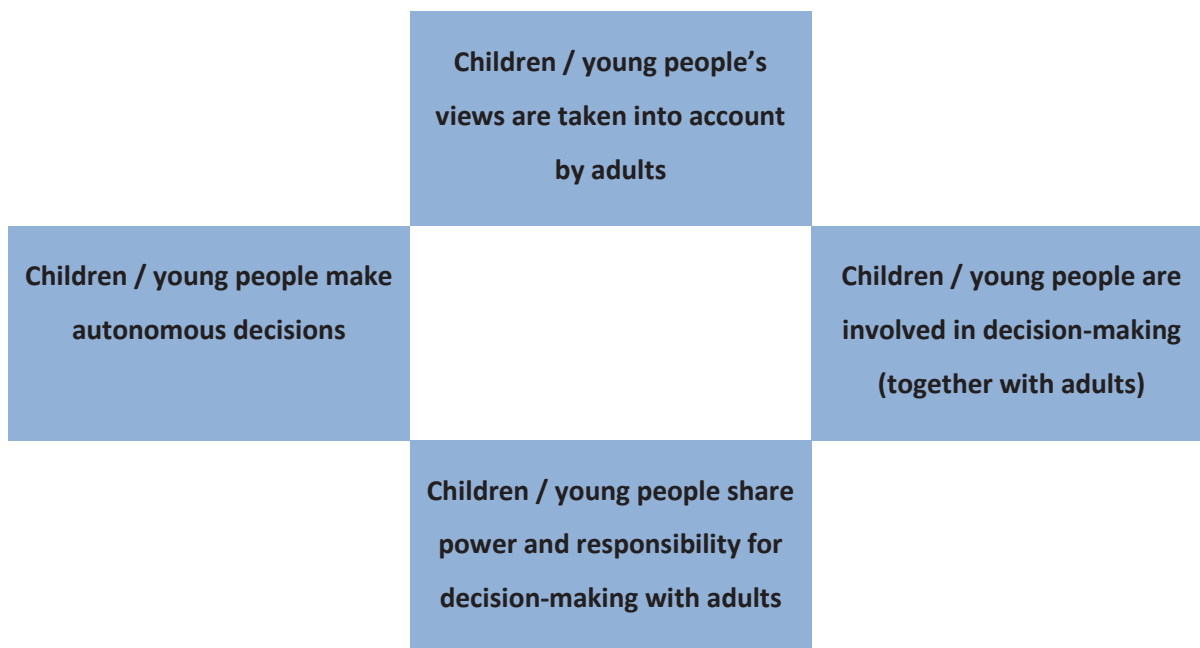 Children / young people’s
views are taken into account
by adults
Children / young people make
autonomous decisions
Children / young people are
involved in decision-making
(together with adults)
Children / young people share
power and responsibility for
decision-making with adults